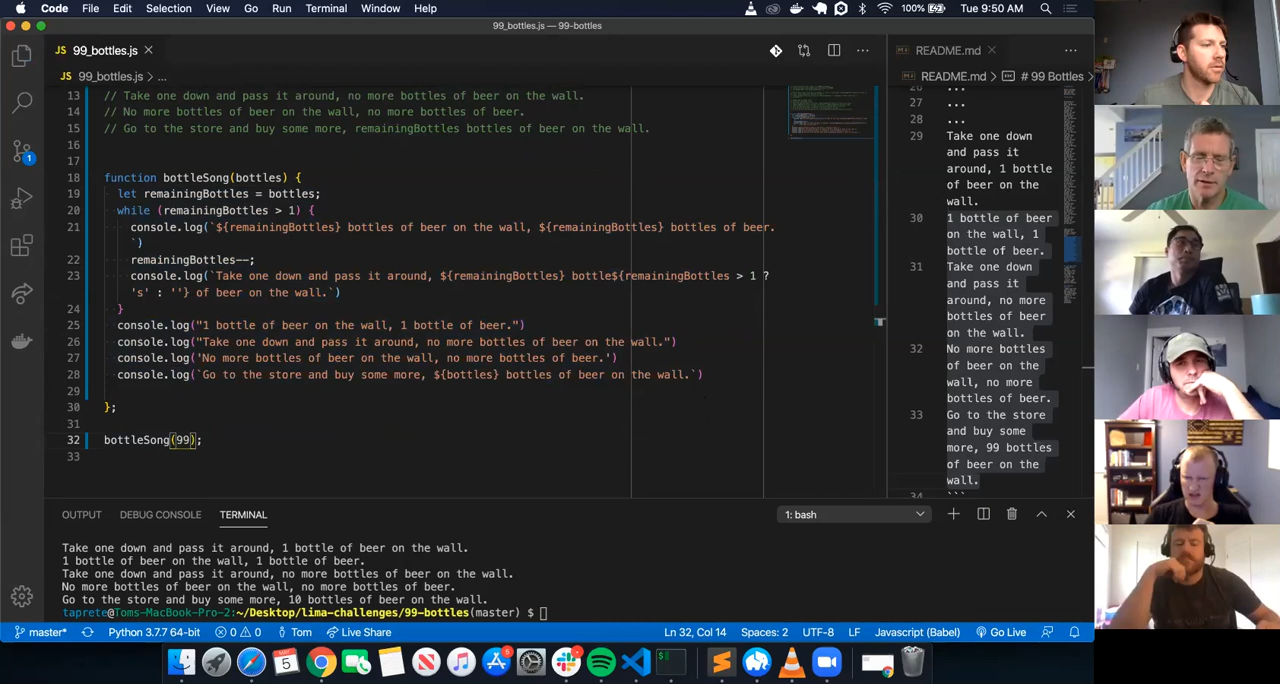 Code File Edit Selection View Go Run Terminal Window Help 100% Tue 9:50 AM
99_bottles.js — 99-bottles
JS 99_bottles.js ×
JS 99_bottles.js > ...
13 // Take one down and pass it around, no more bottles of beer on the wall.
14 // No more bottles of beer on the wall, no more bottles of beer.
15 // Go to the store and buy some more, remainingBottles bottles of beer on the wall.
16
17
18 function bottleSong(bottles) {
19 let remainingBottles = bottles;
20 while (remainingBottles > 1) {
21 console.log(`${remainingBottles} bottles of beer on the wall, ${remainingBottles} bottles of beer.
`)
22 remainingBottles--;
23 console.log(`Take one down and pass it around, ${remainingBottles} bottle${remainingBottles > 1 ?
's' : ''} of beer on the wall.`)
24 }
25 console.log("1 bottle of beer on the wall, 1 bottle of beer.")
26 console.log("Take one down and pass it around, no more bottles of beer on the wall.")
27 console.log('No more bottles of beer on the wall, no more bottles of beer.')
28 console.log(`Go to the store and buy some more, ${bottles} bottles of beer on the wall.`)
29
30 };
31
32 bottleSong(99);
33
README.md ×
README.md > # 99 Bottles
26 ...
27 ...
28 ...
29 Take one down
and pass it
around, 1 bottle
of beer on the
wall.
30 1 bottle of beer
on the wall, 1
bottle of beer.
31 Take one down
and pass it
around, no more
bottles of beer
on the wall.
32 No more bottles
of beer on the
wall, no more
bottles of beer.
33 Go to the store
and buy some
more, 99 bottles
of beer on the
wall.
34 ```
OUTPUT DEBUG CONSOLE TERMINAL 1: bash
Take one down and pass it around, 1 bottle of beer on the wall.
1 bottle of beer on the wall, 1 bottle of beer.
Take one down and pass it around, no more bottles of beer on the wall.
No more bottles of beer on the wall, no more bottles of beer.
Go to the store and buy some more, 10 bottles of beer on the wall.
taprete@Toms-MacBook-Pro-2:~/Desktop/lima-challenges/99-bottles(master) $
master* Python 3.7.7 64-bit 0 0 Tom Live Share Ln 32, Col 14 Spaces: 2 UTF-8 LF Javascript (Babel) Go Live
MAY
5